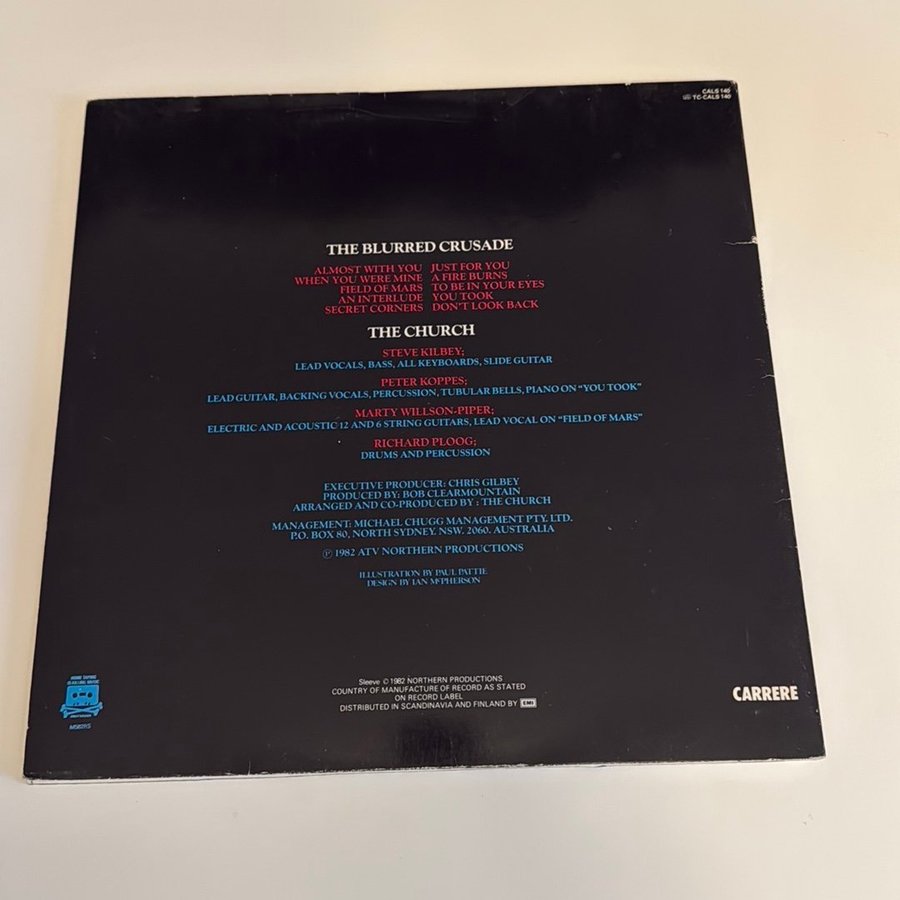 CALS 140
TC-CALS 140
THE BLURRED CRUSADE
ALMOST WITH YOU JUST FOR YOU
WHEN YOU WERE MINE A FIRE BURNS
FIELD OF MARS TO BE IN YOUR EYES
AN INTERLUDE YOU TOOK
SECRET CORNERS DON'T LOOK BACK
THE CHURCH
STEVE KILBEY;
LEAD VOCALS, BASS, ALL KEYBOARDS, SLIDE GUITAR
PETER KOPPES;
LEAD GUITAR, BACKING VOCALS, PERCUSSION, TUBULAR BELLS, PIANO ON "YOU TOOK"
MARTY WILLSON-PIPER;
ELECTRIC AND ACOUSTIC 12 AND 6 STRING GUITARS, LEAD VOCAL ON "FIELD OF MARS"
RICHARD PLOOG;
DRUMS AND PERCUSSION
EXECUTIVE PRODUCER: CHRIS GILBEY
PRODUCED BY: BOB CLEARMOUNTAIN
ARRANGED AND CO-PRODUCED BY : THE CHURCH
MANAGEMENT: MICHAEL CHUGG MANAGEMENT PTY. LTD.
P.O. BOX 80, NORTH SYDNEY. NSW. 2060. AUSTRALIA
℗ 1982 ATV NORTHERN PRODUCTIONS
ILLUSTRATION BY PAUL PATTIE
DESIGN BY IAN McPHERSON
Sleeve © 1982 NORTHERN PRODUCTIONS
COUNTRY OF MANUFACTURE OF RECORD AS STATED
ON RECORD LABEL
DISTRIBUTED IN SCANDINAVIA AND FINLAND BY EMI
HOME TAPING
IS KILLING MUSIC
CARRERE